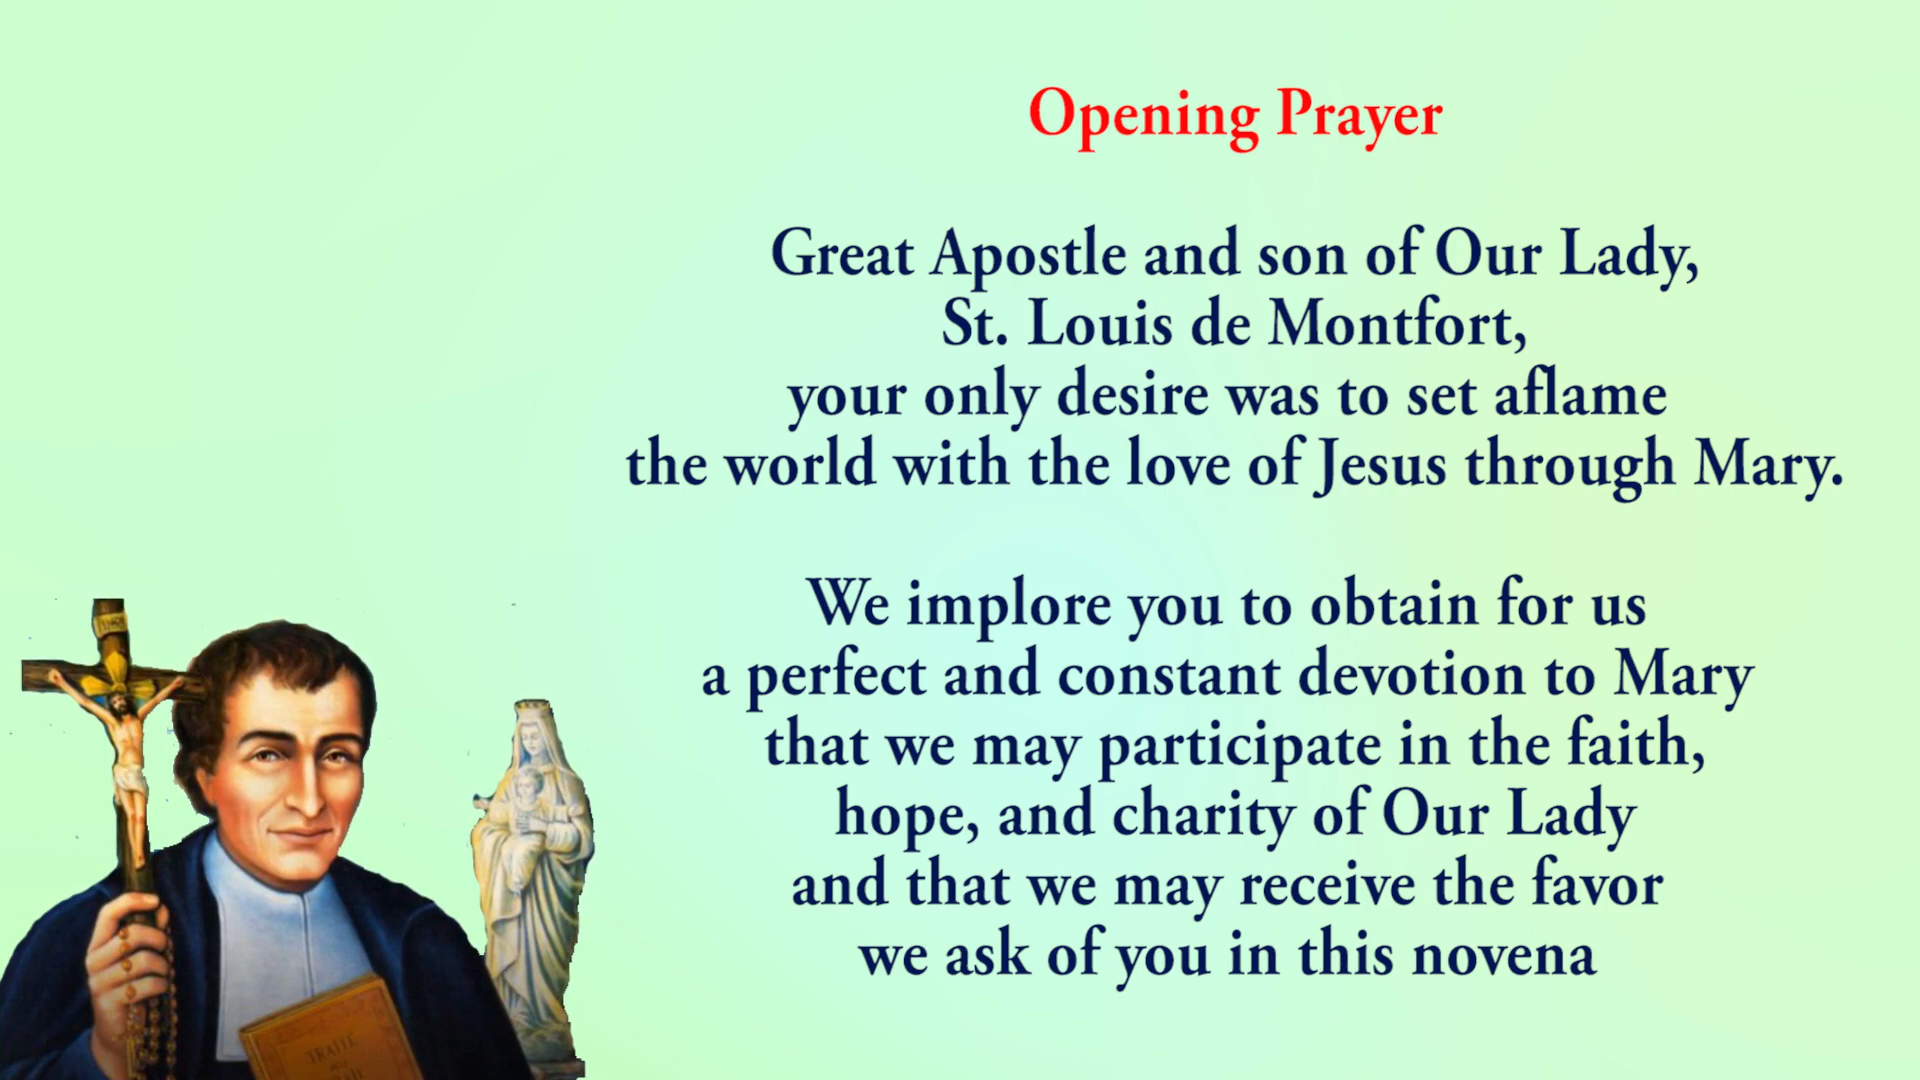 Opening Prayer
Great Apostle and son of Our Lady,
St. Louis de Montfort,
your only desire was to set aflame
the world with the love of Jesus through Mary.
We implore you to obtain for us
a perfect and constant devotion to Mary
that we may participate in the faith,
hope, and charity of Our Lady
and that we may receive the favor
we ask of you in this novena
TRAITE